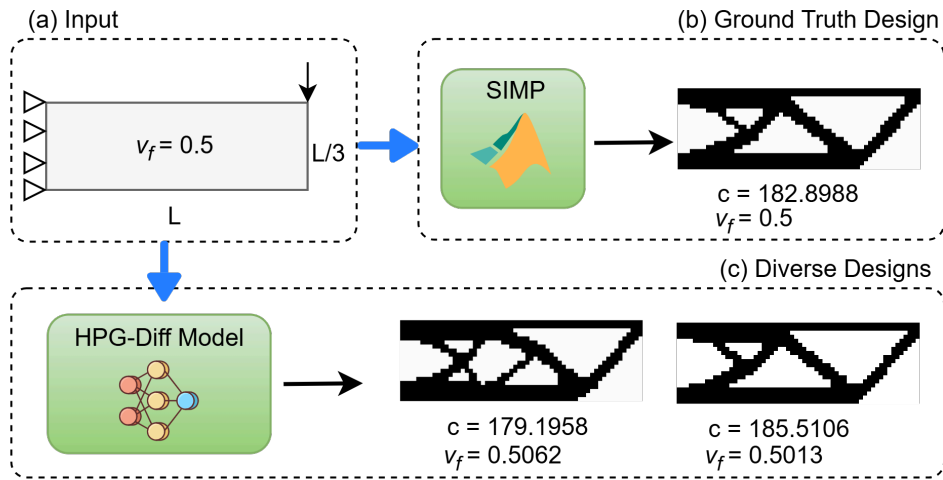 (a) Input
v_f = 0.5
L/3
L
(b) Ground Truth Design
SIMP
c = 182.8988
v_f = 0.5
(c) Diverse Designs
HPG-Diff Model
c = 179.1958
v_f = 0.5062
c = 185.5106
v_f = 0.5013